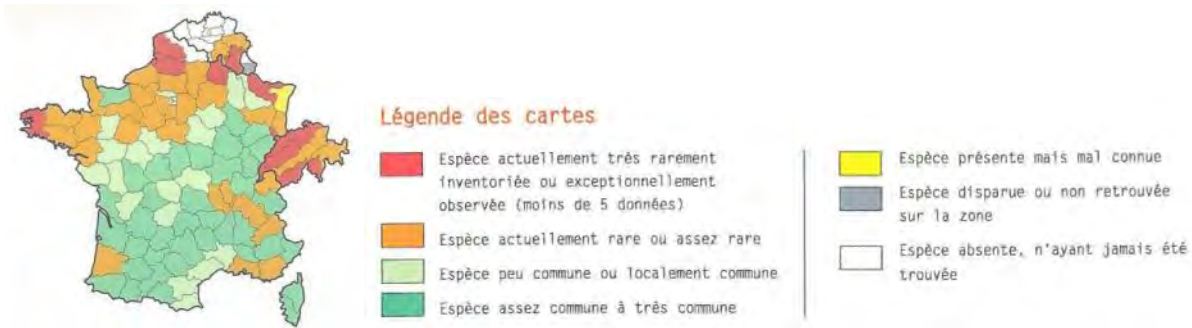 Légende des cartes
Espèce actuellement très rarement
inventoriée ou exceptionnellement
observée (moins de 5 données)
Espèce actuellement rare ou assez rare
Espèce peu commune ou localement commune
Espèce assez commune à très commune
Espèce présente mais mal connue
Espèce disparue ou non retrouvée
sur la zone
Espèce absente, n'ayant jamais été
trouvée